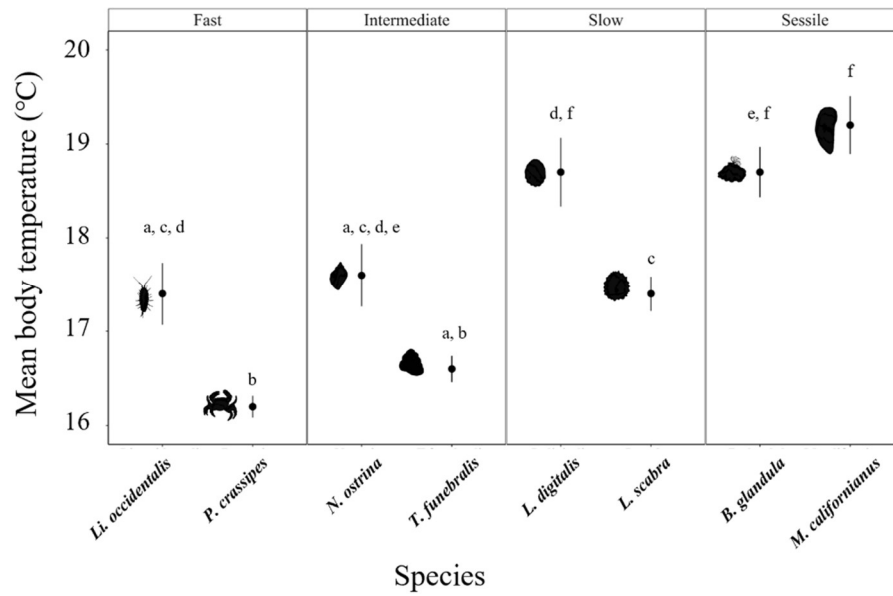 Fast Intermediate Slow Sessile
Mean body temperature (°C)
20
19
18
17
16
a, c, d
b
a, c, d, e
a, b
d, f
c
e, f
f
Li. occidentalis
P. crassipes
N. ostrina
T. funebralis
L. digitalis
L. scabra
B. glandula
M. californianus
Species